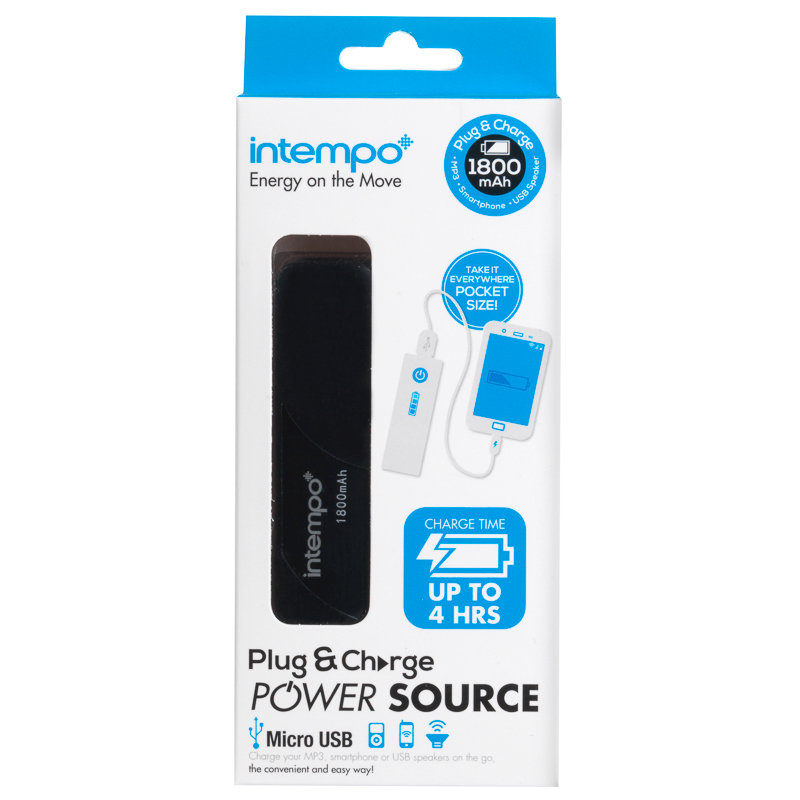 intempo
Energy on the Move
Plug & Charge
1800
mAh
• MP3 • Smartphone • USB Speaker
TAKE IT
EVERYWHERE
POCKET
SIZE!
intempo
1800mAh
CHARGE TIME
UP TO
4 HRS
Plug & Charge
POWER SOURCE
Micro USB
Charge your MP3, smartphone or USB speakers on the go,
the convenient and easy way!